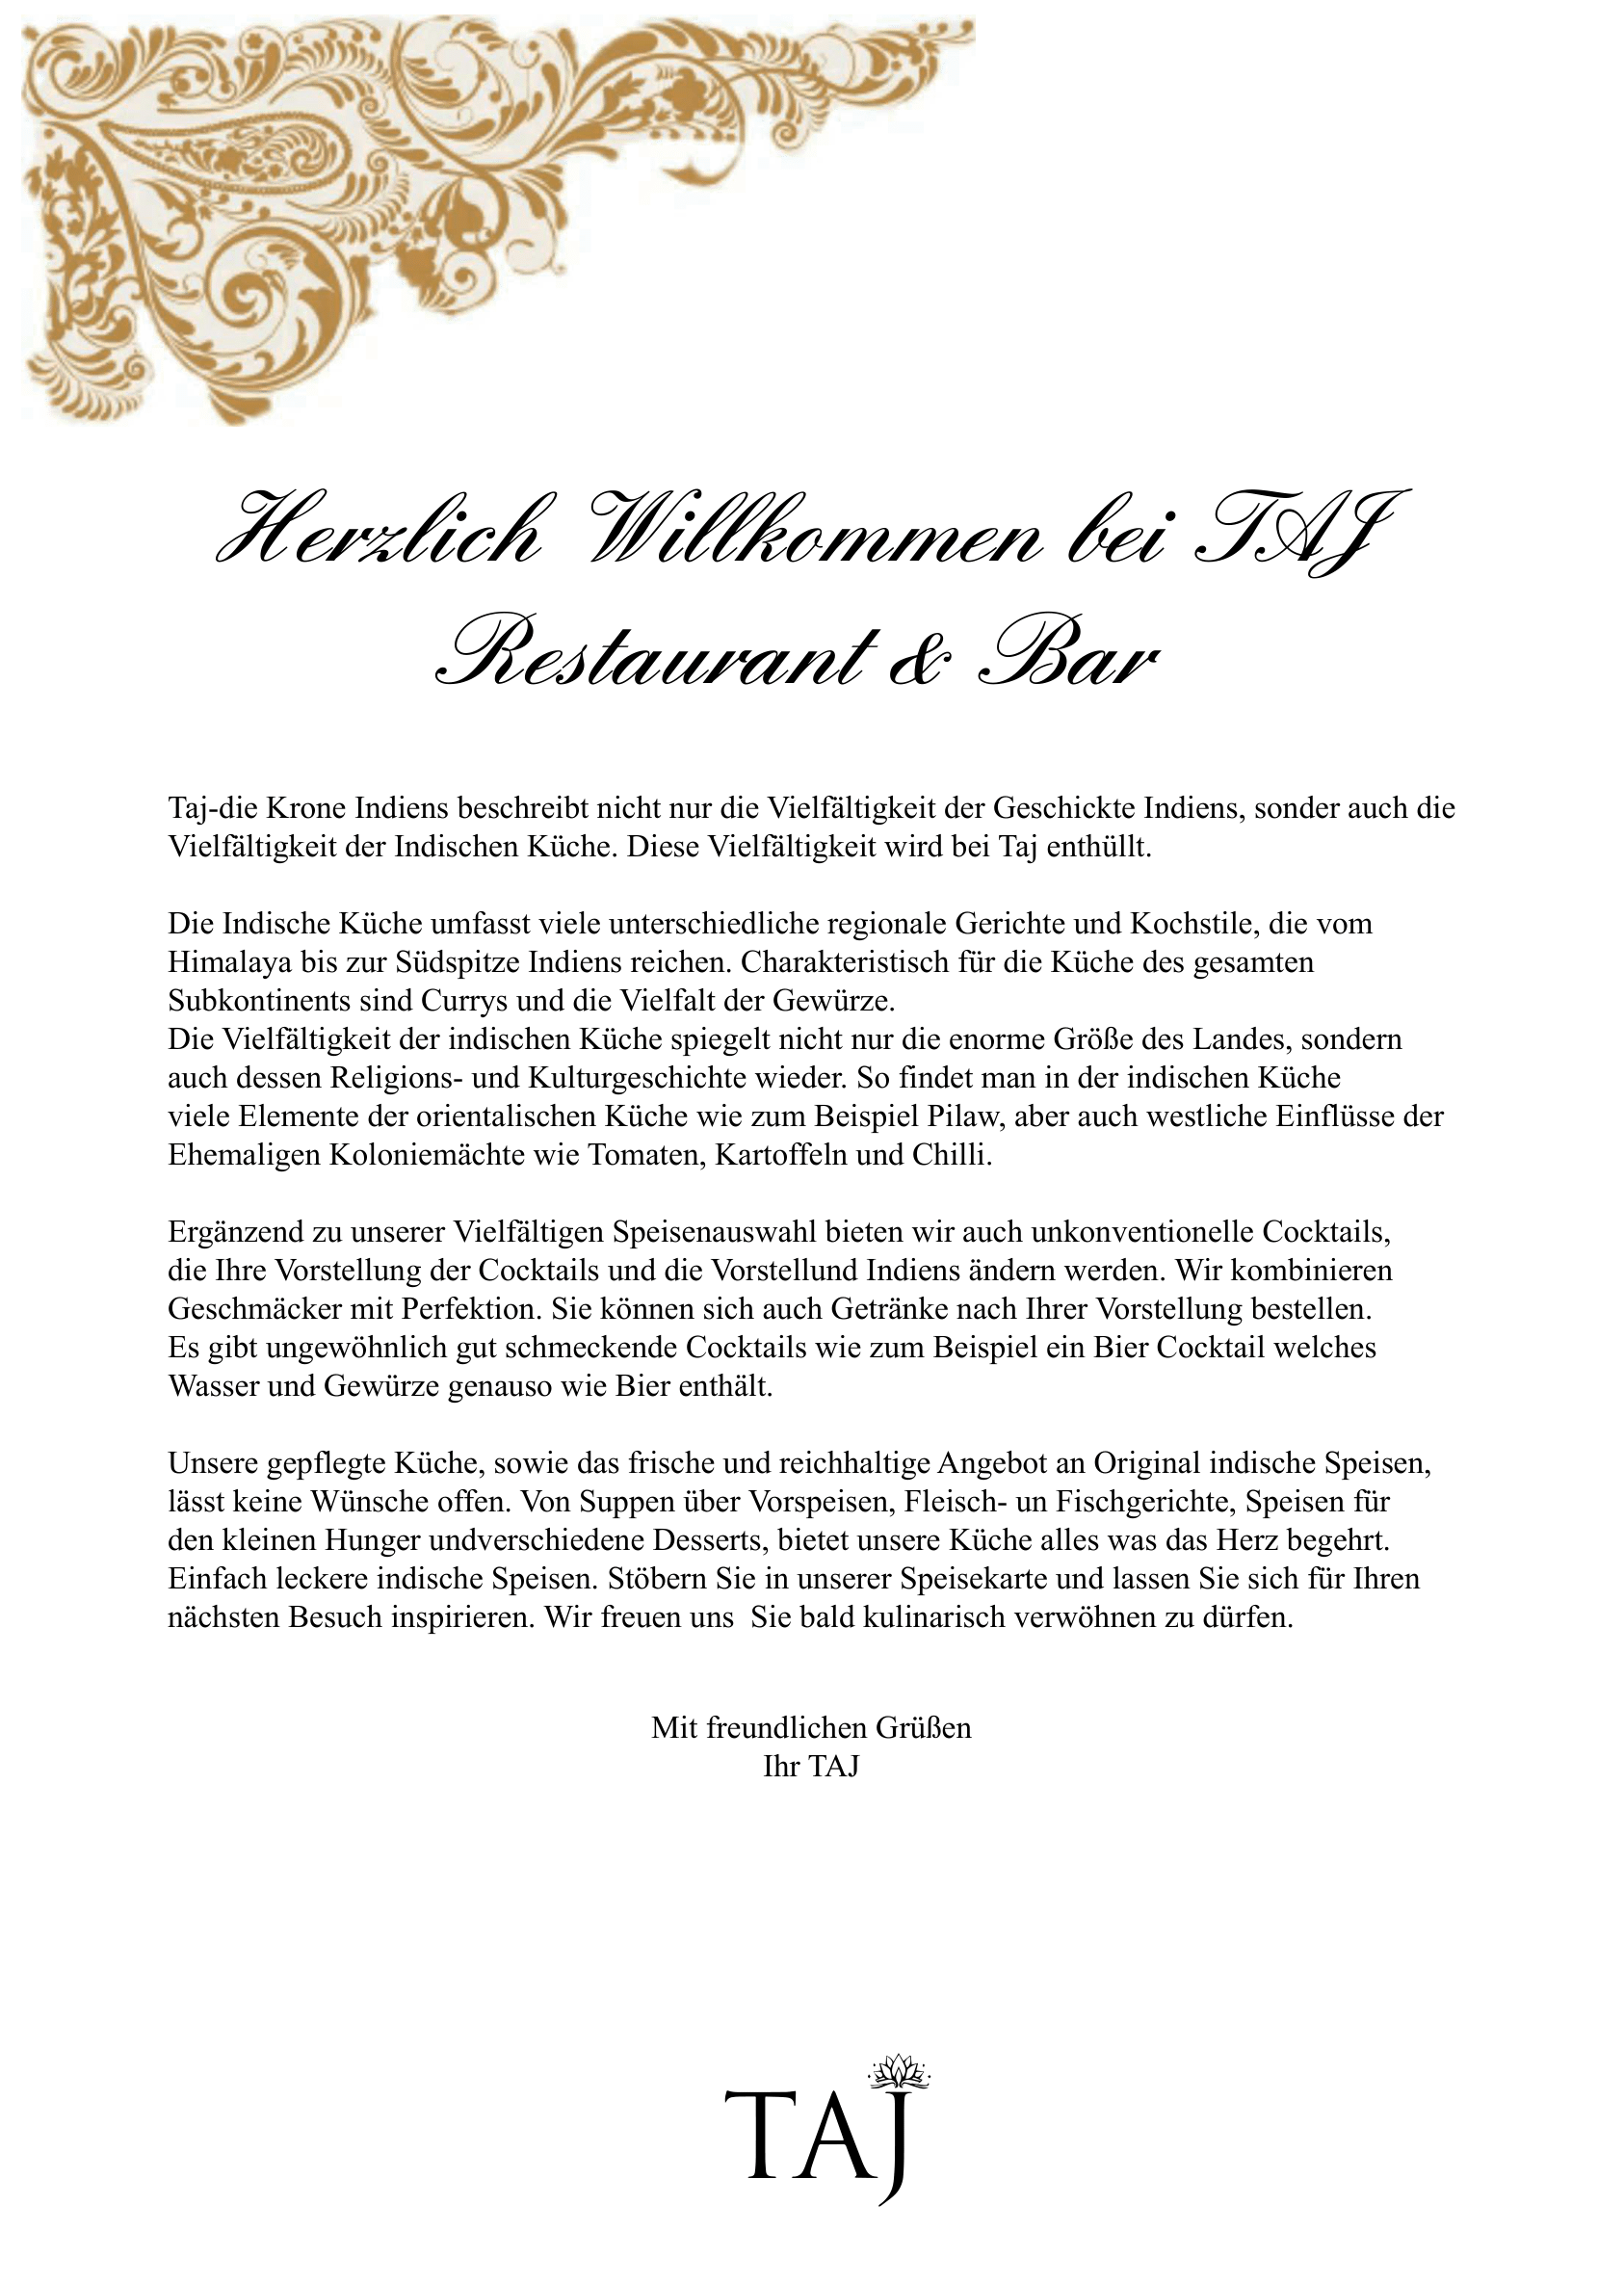 Herzlich Willkommen bei TAJ
Restaurant & Bar
Taj-die Krone Indiens beschreibt nicht nur die Vielfältigkeit der Geschickte Indiens, sonder auch die
Vielfältigkeit der Indischen Küche. Diese Vielfältigkeit wird bei Taj enthüllt.
Die Indische Küche umfasst viele unterschiedliche regionale Gerichte und Kochstile, die vom
Himalaya bis zur Südspitze Indiens reichen. Charakteristisch für die Küche des gesamten
Subkontinents sind Currys und die Vielfalt der Gewürze.
Die Vielfältigkeit der indischen Küche spiegelt nicht nur die enorme Größe des Landes, sondern
auch dessen Religions- und Kulturgeschichte wieder. So findet man in der indischen Küche
viele Elemente der orientalischen Küche wie zum Beispiel Pilaw, aber auch westliche Einflüsse der
Ehemaligen Koloniemächte wie Tomaten, Kartoffeln und Chilli.
Ergänzend zu unserer Vielfältigen Speisenauswahl bieten wir auch unkonventionelle Cocktails,
die Ihre Vorstellung der Cocktails und die Vorstellund Indiens ändern werden. Wir kombinieren
Geschmäcker mit Perfektion. Sie können sich auch Getränke nach Ihrer Vorstellung bestellen.
Es gibt ungewöhnlich gut schmeckende Cocktails wie zum Beispiel ein Bier Cocktail welches
Wasser und Gewürze genauso wie Bier enthält.
Unsere gepflegte Küche, sowie das frische und reichhaltige Angebot an Original indische Speisen,
lässt keine Wünsche offen. Von Suppen über Vorspeisen, Fleisch- un Fischgerichte, Speisen für
den kleinen Hunger undverschiedene Desserts, bietet unsere Küche alles was das Herz begehrt.
Einfach leckere indische Speisen. Stöbern Sie in unserer Speisekarte und lassen Sie sich für Ihren
nächsten Besuch inspirieren. Wir freuen uns  Sie bald kulinarisch verwöhnen zu dürfen.
Mit freundlichen Grüßen
Ihr TAJ
TAJ